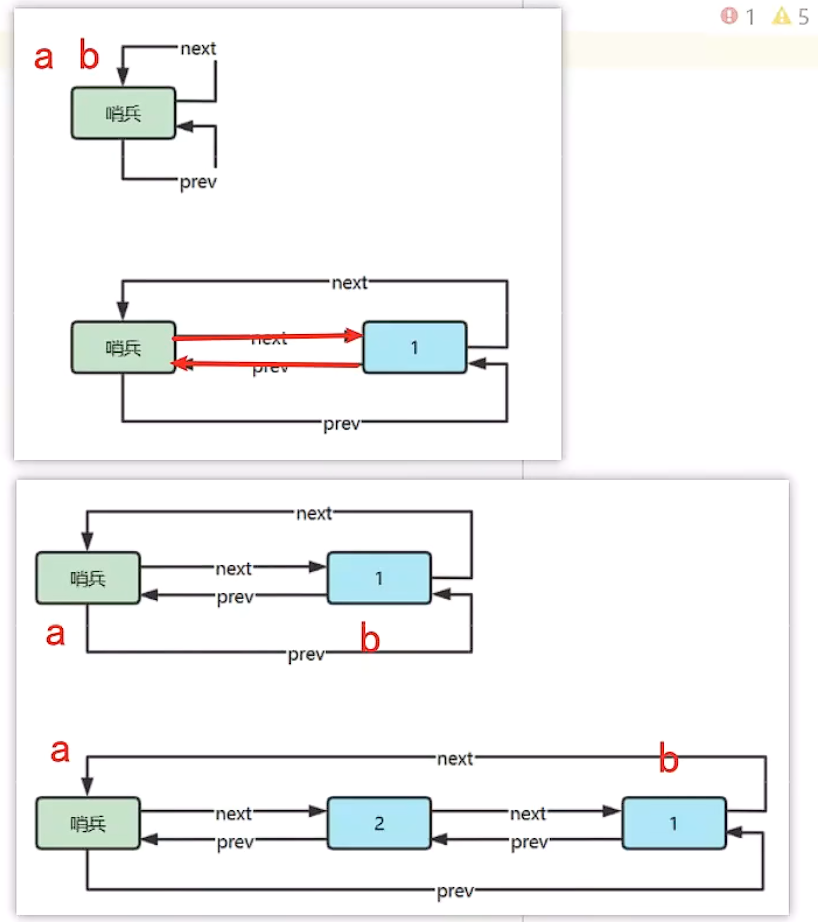 1 5
a b next
哨兵
prev
next
哨兵 next 1
prev
prev
next
哨兵 next 1
prev
a b
prev
a next b
哨兵 next 2 next 1
prev prev
prev